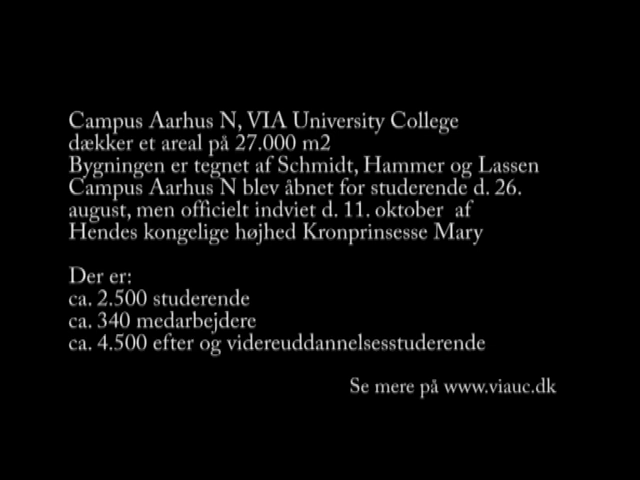 Campus Aarhus N, VIA University College
dækker et areal på 27.000 m2
Bygningen er tegnet af Schmidt, Hammer og Lassen
Campus Aarhus N blev åbnet for studerende d. 26.
august, men officielt indviet d. 11. oktober af
Hendes kongelige højhed Kronprinsesse Mary
Der er:
ca. 2.500 studerende
ca. 340 medarbejdere
ca. 4.500 efter og videreuddannelsesstuderende
Se mere på www.viauc.dk